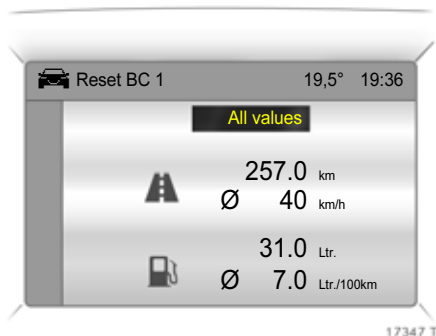 Reset BC 1 19,5° 19:36
All values
257.0 km
Ø 40 km/h
31.0 Ltr.
Ø 7.0 Ltr./100km
17347 T